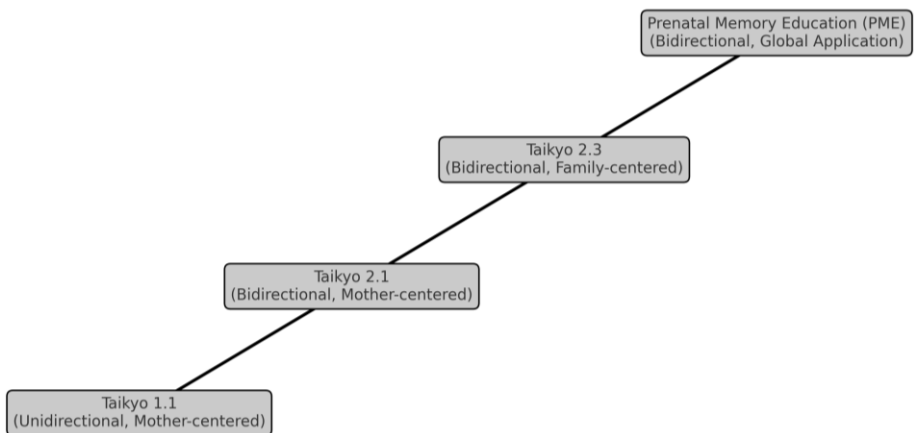 Prenatal Memory Education (PME)
(Bidirectional, Global Application)
Taikyo 2.3
(Bidirectional, Family-centered)
Taikyo 2.1
(Bidirectional, Mother-centered)
Taikyo 1.1
(Unidirectional, Mother-centered)